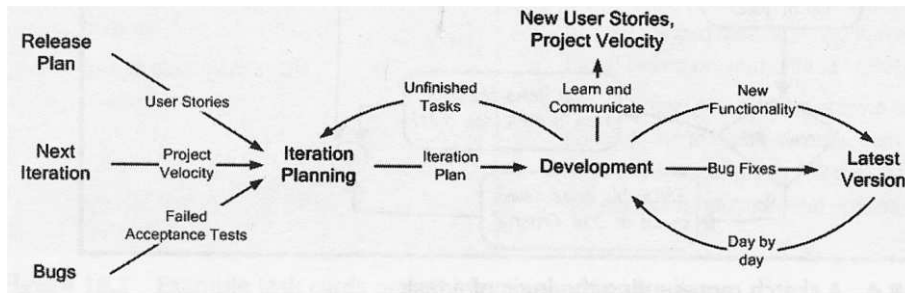 New User Stories,
Project Velocity
Release
Plan
User Stories
Unfinished
Tasks
Learn and
Communicate
New
Functionality
Next
Iteration
Project
Velocity
Iteration
Planning
Iteration
Plan
Development
Bug Fixes
Latest
Version
Failed
Acceptance Tests
Day by
day
Bugs